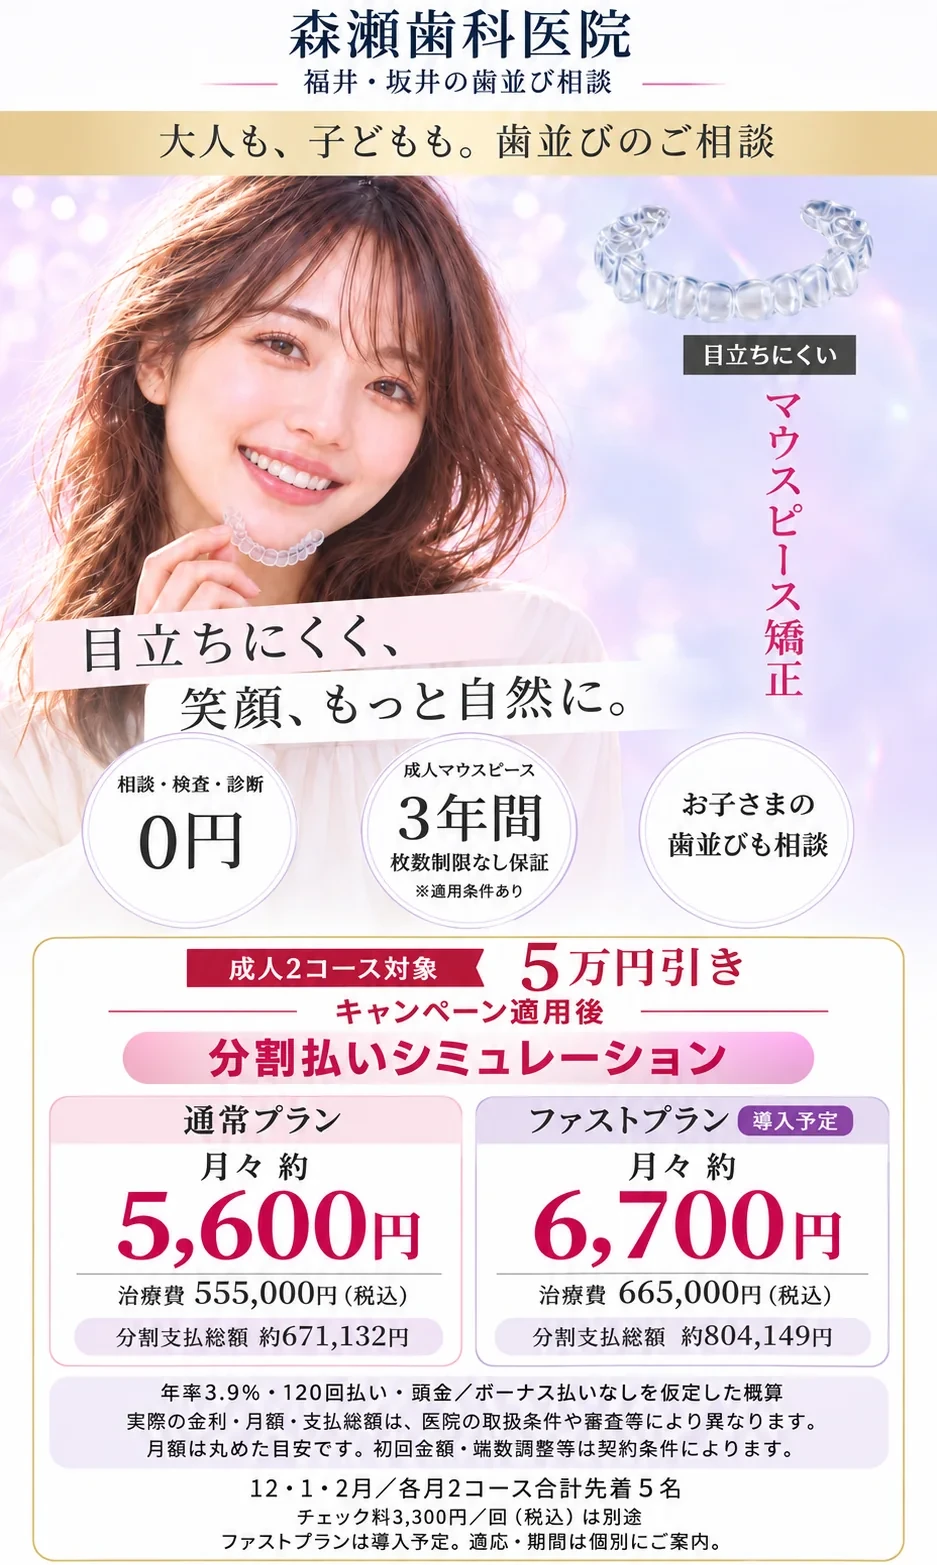 森瀬歯科医院
福井・坂井の歯並び相談
大人も、子どもも。歯並びのご相談
目立ちにくい
マウスピース矯正
目立ちにくく、
笑顔、もっと自然に。
相談・検査・診断
0円
成人マウスピース
3年間
枚数制限なし保証
※適用条件あり
お子さまの
歯並びも相談
成人2コース対象 5万円引き
キャンペーン適用後
分割払いシミュレーション
通常プラン
月々 約
5,600円
治療費 555,000円(税込)
分割支払総額 約671,132円
ファストプラン 導入予定
月々 約
6,700円
治療費 665,000円(税込)
分割支払総額 約804,149円
年率3.9%・120回払い・頭金／ボーナス払いなしを仮定した概算
実際の金利・月額・支払総額は、医院の取扱条件や審査等により異なります。
月額は丸めた目安です。初回金額・端数調整等は契約条件によります。
12・1・2月／各月2コース合計先着5名
チェック料3,300円／回(税込)は別途
ファストプランは導入予定。適応・期間は個別にご案内。